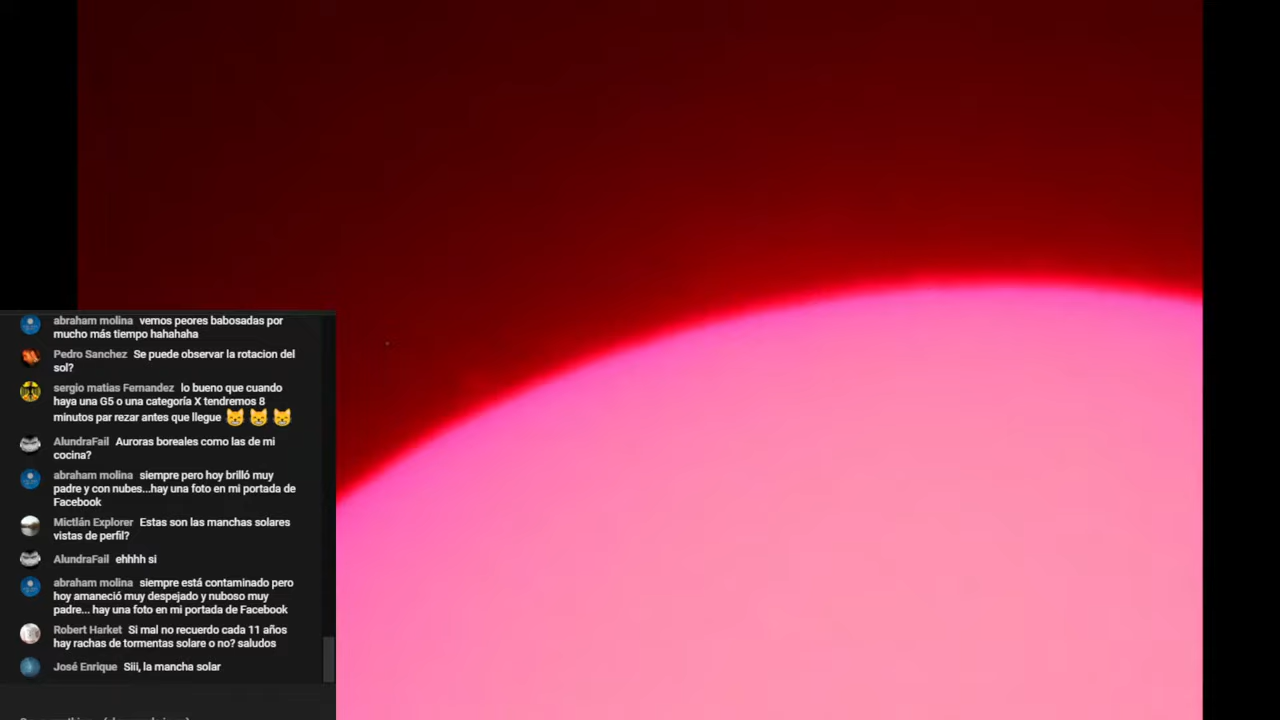 abraham molina vemos peores babosadas por
mucho más tiempo hahahaha
Pedro Sanchez Se puede observar la rotacion del
sol?
sergio matias Fernandez lo bueno que cuando
haya una G5 o una categoría X tendremos 8
minutos par rezar antes que llegue
AlundraFail Auroras boreales como las de mi
cocina?
abraham molina siempre pero hoy brilló muy
padre y con nubes...hay una foto en mi portada de
Facebook
Mictlán Explorer Estas son las manchas solares
vistas de perfil?
AlundraFail ehhhh si
abraham molina siempre está contaminado pero
hoy amaneció muy despejado y nuboso muy
padre... hay una foto en mi portada de Facebook
Robert Harket Si mal no recuerdo cada 11 años
hay rachas de tormentas solare o no? saludos
José Enrique Siii, la mancha solar